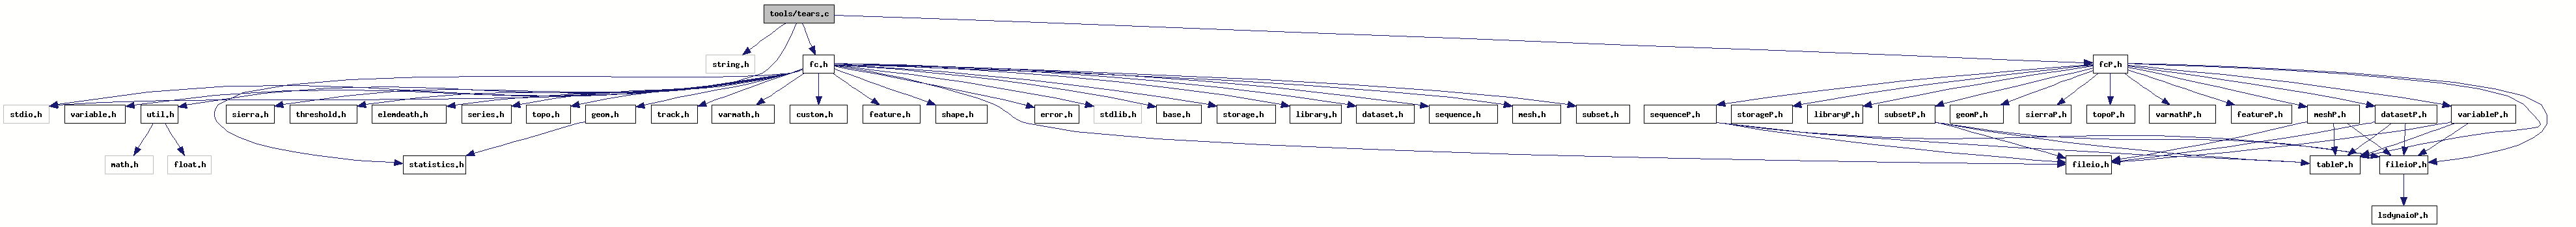 tools/tears.c
string.h
fc.h
fcP.h
stdio.h
variable.h
util.h
sierra.h
threshold.h
elemdeath.h
series.h
topo.h
geom.h
track.h
varmath.h
custom.h
feature.h
shape.h
error.h
stdlib.h
base.h
storage.h
library.h
dataset.h
sequence.h
mesh.h
subset.h
sequenceP.h
storageP.h
libraryP.h
subsetP.h
geomP.h
sierraP.h
topoP.h
varmathP.h
featureP.h
meshP.h
datasetP.h
variableP.h
math.h
float.h
statistics.h
fileio.h
tableP.h
fileioP.h
lsdynaioP.h